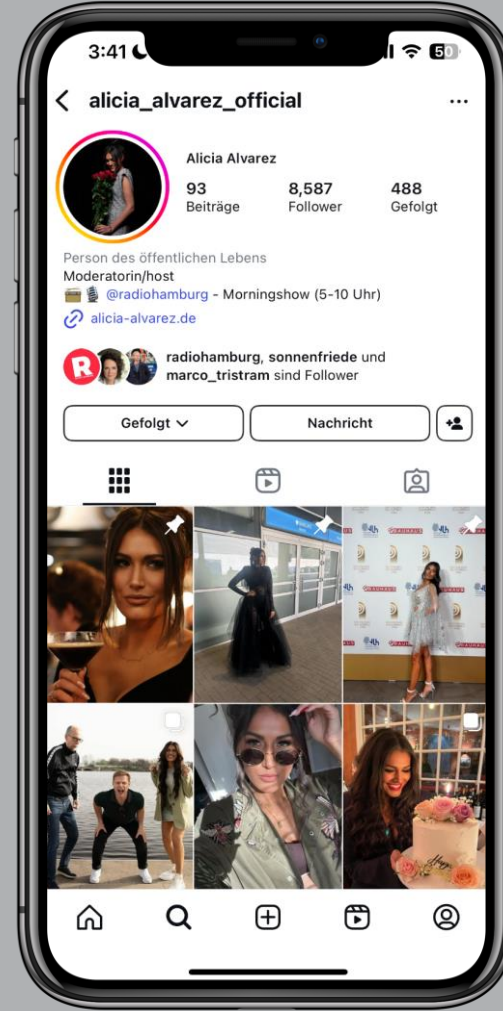 3:41
50
alicia_alvarez_official
Alicia Alvarez
93
8,587
488
Beiträge
Follower
Gefolgt
Person des öffentlichen Lebens
Moderatorin/host
@radiohamburg - Morningshow (5-10 Uhr)
alicia-alvarez.de
R
radiohamburg, sonnenfriede und
marco_tristram sind Follower
Gefolgt
Nachricht